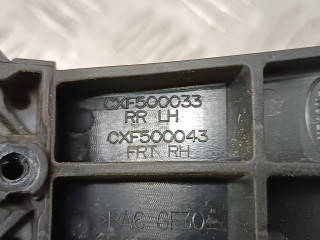 CXF500033
RR LH
CXF500043
FRT RH
PA6 GF30